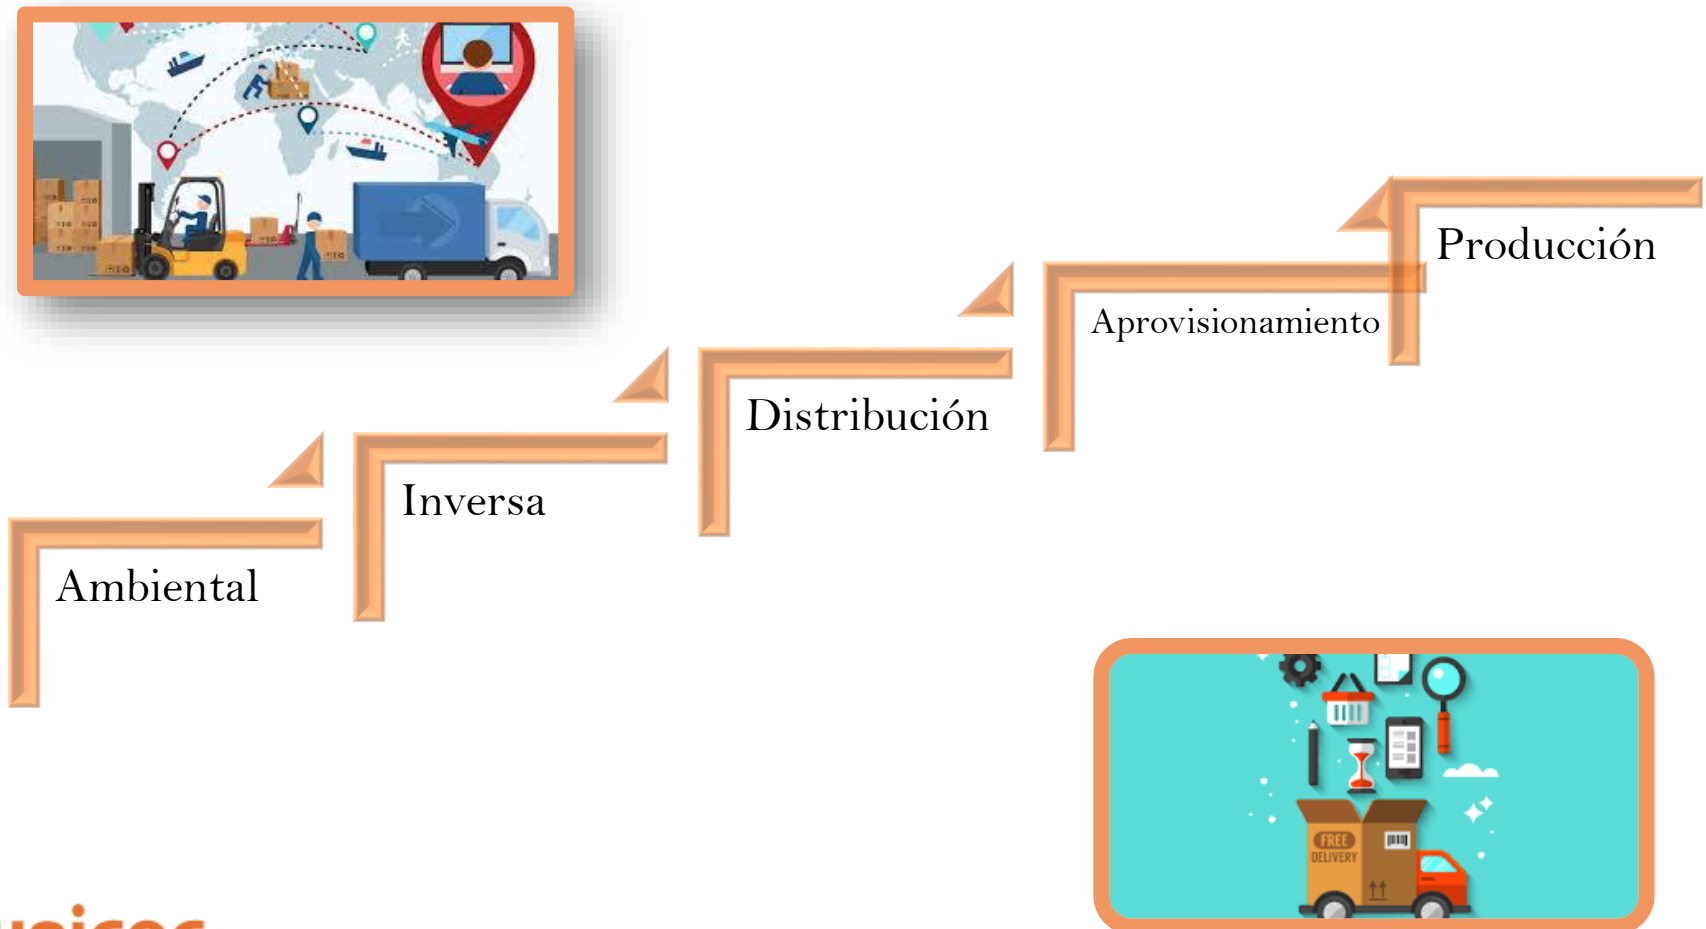 Producción
Aprovisionamiento
Distribución
Inversa
Ambiental
FREE
DELIVERY